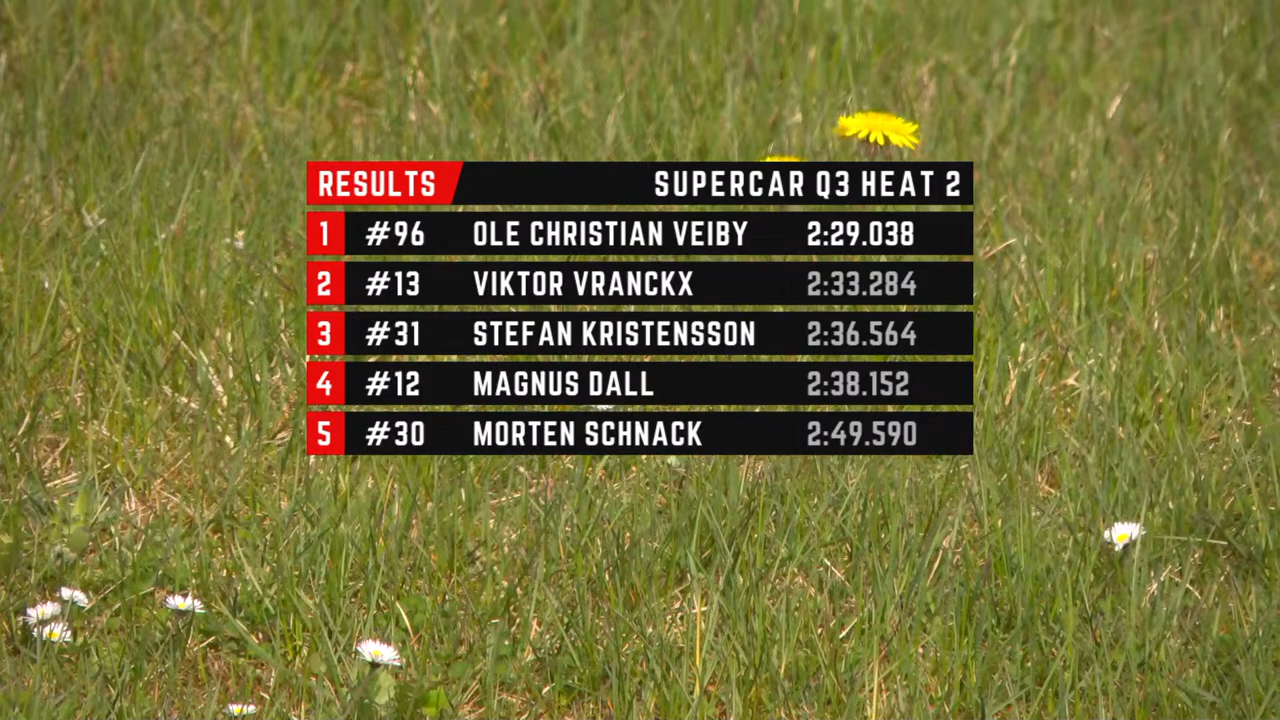 RESULTS SUPERCAR Q3 HEAT 2
1 #96 OLE CHRISTIAN VEIBY 2:29.038
2 #13 VIKTOR VRANCKX 2:33.284
3 #31 STEFAN KRISTENSSON 2:36.564
4 #12 MAGNUS DALL 2:38.152
5 #30 MORTEN SCHNACK 2:49.590